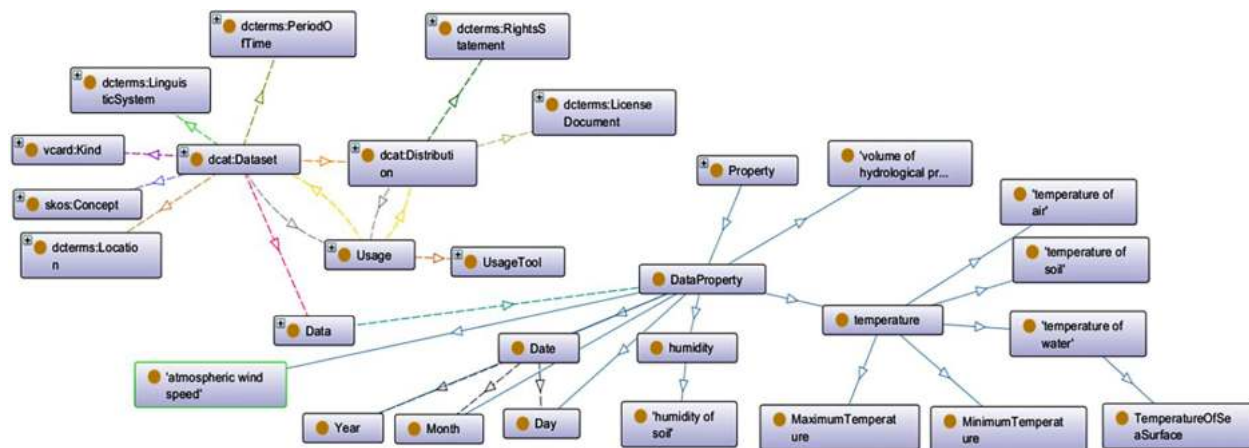 dcterms:PeriodO
fTime
dcterms:RightsS
tatement
dcterms:Linguis
ticSystem
dcterms:License
Document
vcard:Kind
dcat:Dataset
dcat:Distributi
on
Property
'volume of
hydrological pr...
skos:Concept
'temperature of
air'
dcterms:Locatio
n
Usage
UsageTool
'temperature of
soil'
DataProperty
Data
temperature
'temperature of
water'
Date
humidity
'atmospheric wind
speed'
Year
Month
Day
'humidity of
soil'
MaximumTemperat
ure
MinimumTemperat
ure
TemperatureOfSe
aSurface